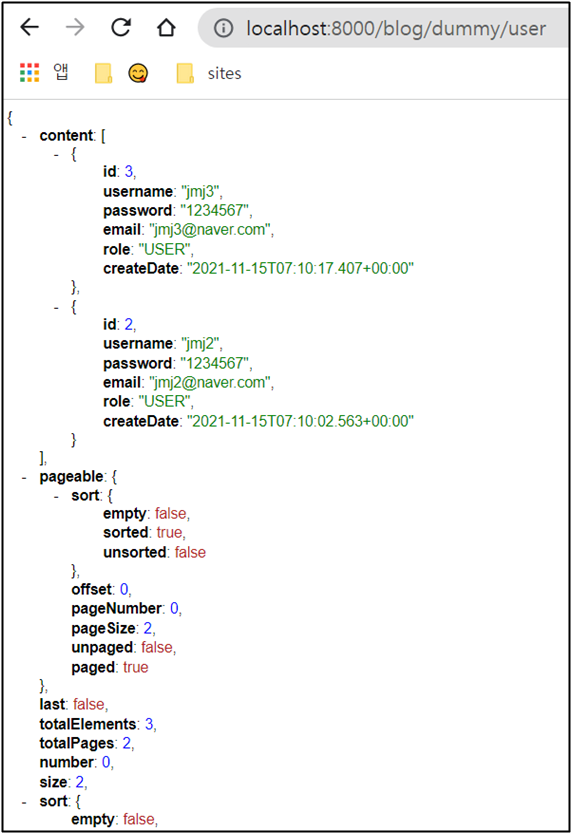 localhost:8000/blog/dummy/user
앱 sites
{
- content: [
- {
id: 3,
username: "jmj3",
password: "1234567",
email: "jmj3@naver.com",
role: "USER",
createDate: "2021-11-15T07:10:17.407+00:00"
},
- {
id: 2,
username: "jmj2",
password: "1234567",
email: "jmj2@naver.com",
role: "USER",
createDate: "2021-11-15T07:10:02.563+00:00"
}
],
- pageable: {
- sort: {
empty: false,
sorted: true,
unsorted: false
},
offset: 0,
pageNumber: 0,
pageSize: 2,
unpaged: false,
paged: true
},
last: false,
totalElements: 3,
totalPages: 2,
number: 0,
size: 2,
- sort: {
empty: false,